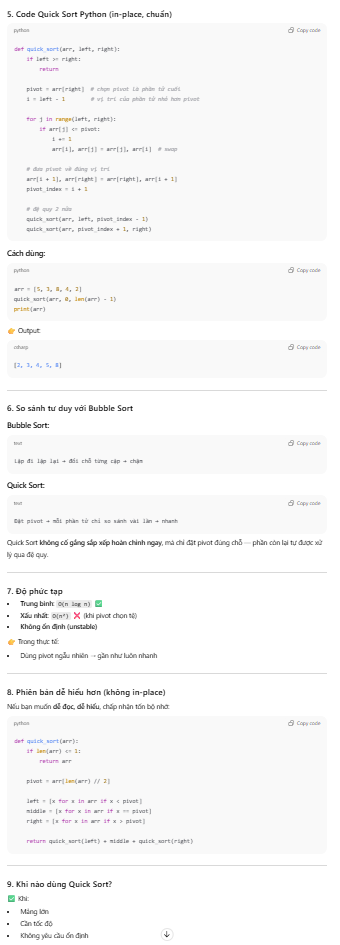 5. Code Quick Sort Python (in-place, chuẩn)
python
Copy code
def quick_sort(arr, left, right):
    if left >= right:
        return
    pivot = arr[right]  # chọn pivot là phần tử cuối
    i = left - 1        # vị trí của phần tử nhỏ hơn pivot
    for j in range(left, right):
        if arr[j] <= pivot:
            i += 1
            arr[i], arr[j] = arr[j], arr[i]  # swap
    # đưa pivot về đúng vị trí
    arr[i + 1], arr[right] = arr[right], arr[i + 1]
    pivot_index = i + 1
    # đệ quy 2 nửa
    quick_sort(arr, left, pivot_index - 1)
    quick_sort(arr, pivot_index + 1, right)
Cách dùng:
python
Copy code
arr = [5, 3, 8, 4, 2]
quick_sort(arr, 0, len(arr) - 1)
print(arr)
👉 Output:
csharp
Copy code
[2, 3, 4, 5, 8]
6. So sánh tư duy với Bubble Sort
Bubble Sort:
text
Copy code
Lặp đi lặp lại → đổi chỗ từng cặp → chậm
Quick Sort:
text
Copy code
Đặt pivot → mỗi phần tử chỉ so sánh vài lần → nhanh
Quick Sort không cố gắng sắp xếp hoàn chỉnh ngay, mà chỉ đặt pivot đúng chỗ — phần còn lại tự được xử
lý qua đệ quy.
7. Độ phức tạp
• Trung bình: O(n log n) ✅
• Xấu nhất: O(n²) ❌ (khi pivot chọn tệ)
• Không ổn định (unstable)
👉 Trong thực tế:
• Dùng pivot ngẫu nhiên → gần như luôn nhanh
8. Phiên bản dễ hiểu hơn (không in-place)
Nếu bạn muốn dễ đọc, dễ hiểu, chấp nhận tốn bộ nhớ:
python
Copy code
def quick_sort(arr):
    if len(arr) <= 1:
        return arr
    pivot = arr[len(arr) // 2]
    left = [x for x in arr if x < pivot]
    middle = [x for x in arr if x == pivot]
    right = [x for x in arr if x > pivot]
    return quick_sort(left) + middle + quick_sort(right)
9. Khi nào dùng Quick Sort?
✅ Khi:
• Mảng lớn
• Cần tốc độ
• Không yêu cầu ổn định